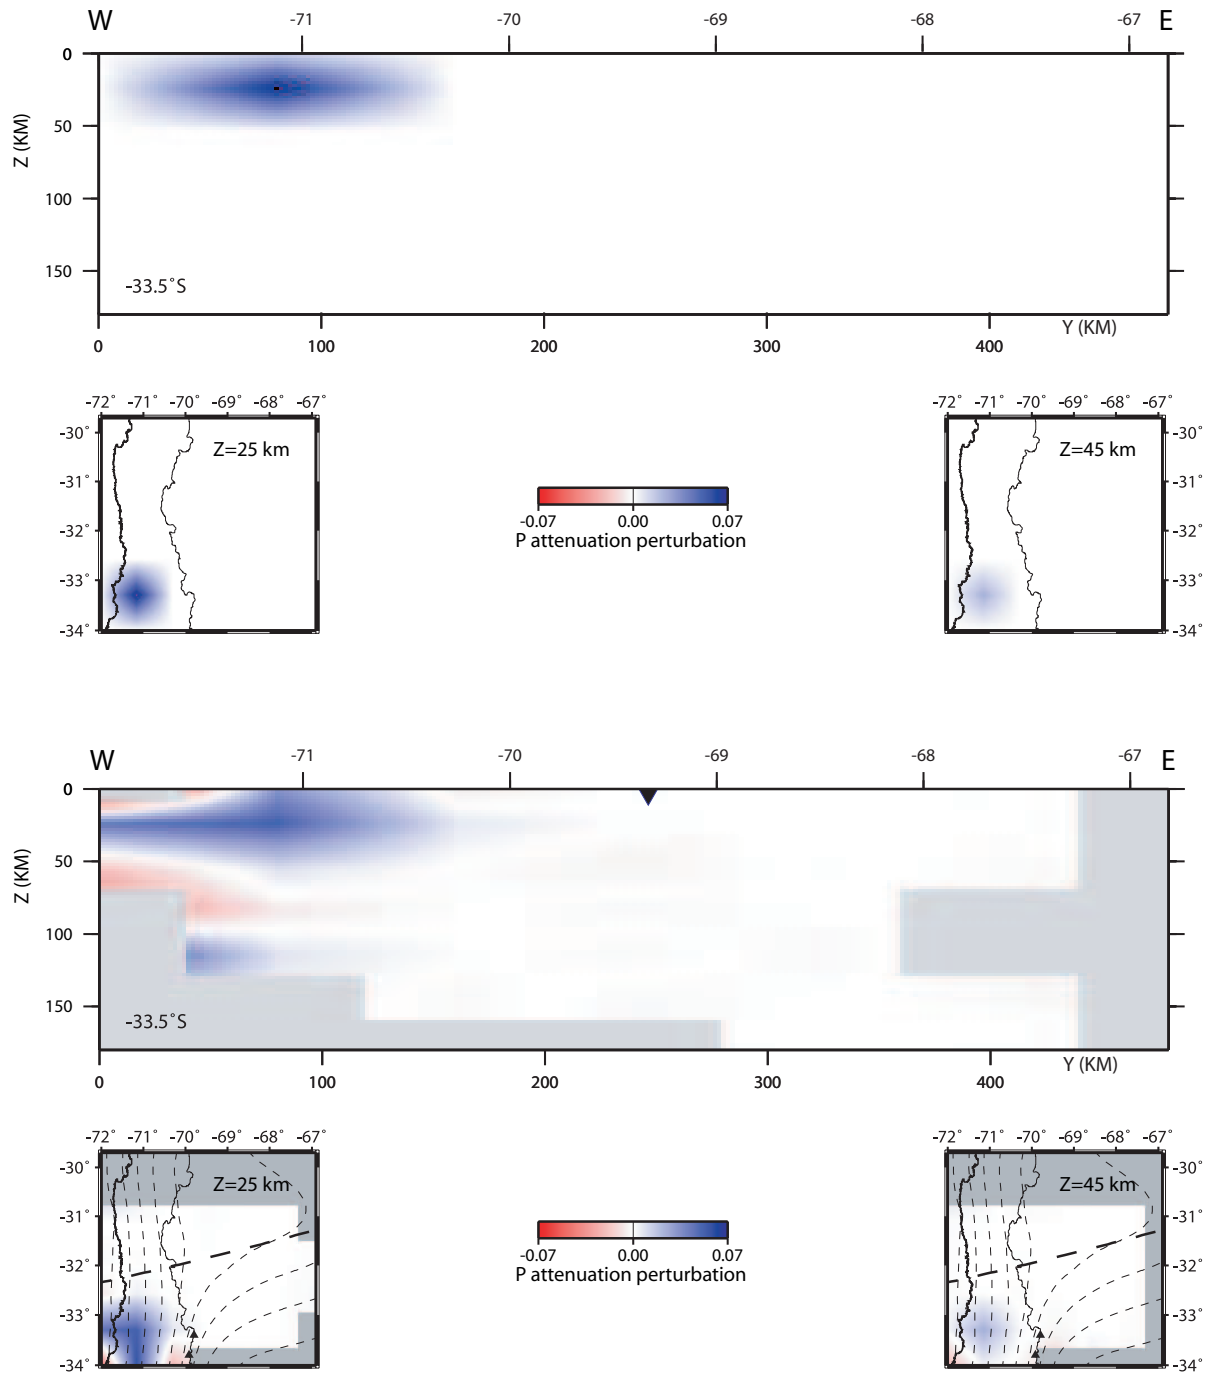 W -71 -70 -69 -68 -67 E
0
50
100
150
Z (KM)
-33.5˚S
Y (KM)
0 100 200 300 400
-72˚ -71˚ -70˚ -69˚ -68˚ -67˚
-30˚
-31˚
-32˚
-33˚
-34˚
Z=25 km
-0.07 0.00 0.07
P attenuation perturbation
-72˚ -71˚ -70˚ -69˚ -68˚ -67˚
Z=45 km
-30˚
-31˚
-32˚
-33˚
-34˚
W -71 -70 -69 -68 -67 E
0
50
100
150
Z (KM)
-33.5˚S
Y (KM)
0 100 200 300 400
-72˚ -71˚ -70˚ -69˚ -68˚ -67˚
-30˚
-31˚
-32˚
-33˚
-34˚
Z=25 km
-0.07 0.00 0.07
P attenuation perturbation
-72˚ -71˚ -70˚ -69˚ -68˚ -67˚
Z=45 km
-30˚
-31˚
-32˚
-33˚
-34˚